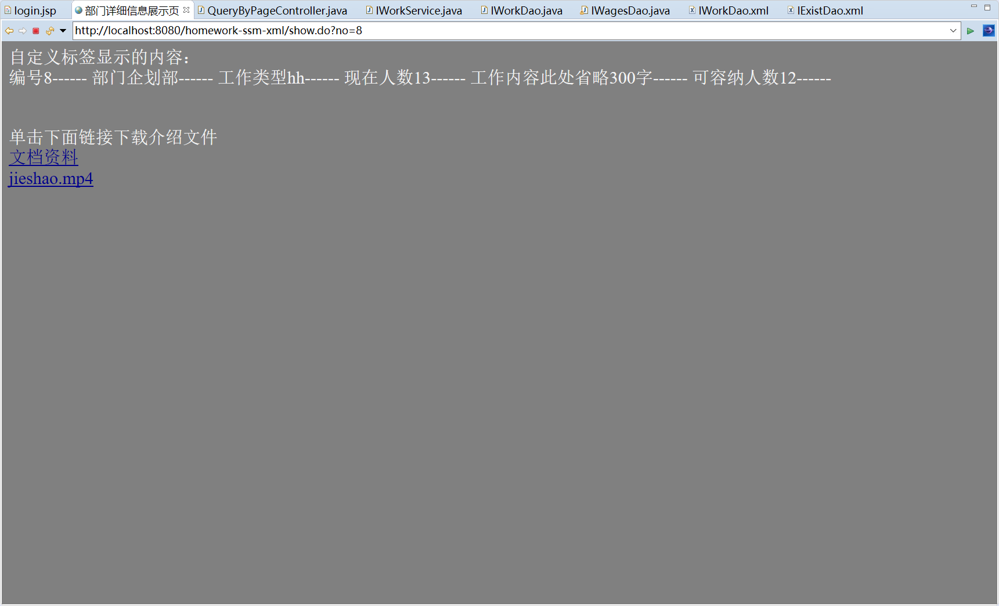 login.jsp 部门详细信息展示页 QueryByPageController.java IWorkService.java IWorkDao.java IWagesDao.java IWorkDao.xml IExistDao.xml
http://localhost:8080/homework-ssm-xml/show.do?no=8
自定义标签显示的内容：
编号8------ 部门企划部------ 工作类型hh------ 现在人数13------ 工作内容此处省略300字------ 可容纳人数12------
单击下面链接下载介绍文件
文档资料
jieshao.mp4